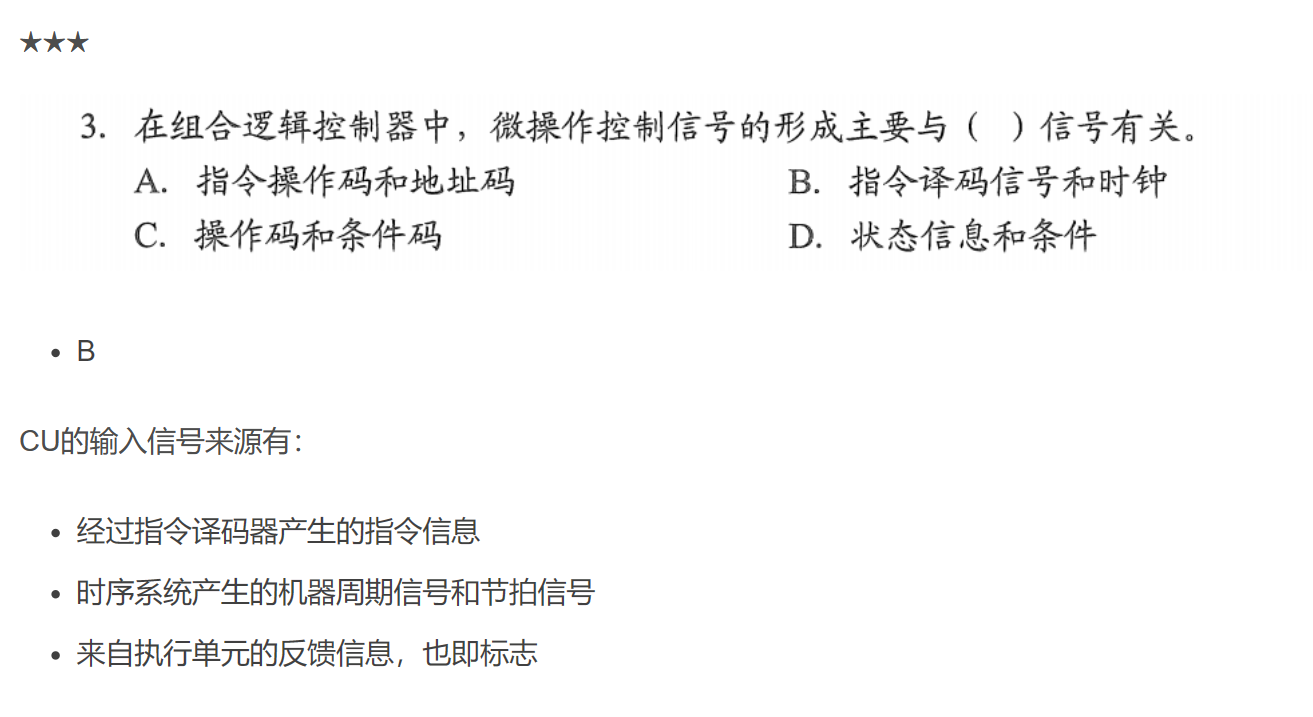 ★★★
3. 在组合逻辑控制器中，微操作控制信号的形成主要与（ ）信号有关。
A. 指令操作码和地址码 B. 指令译码信号和时钟
C. 操作码和条件码 D. 状态信息和条件
• B
CU的输入信号来源有：
• 经过指令译码器产生的指令信息
• 时序系统产生的机器周期信号和节拍信号
• 来自执行单元的反馈信息，也即标志